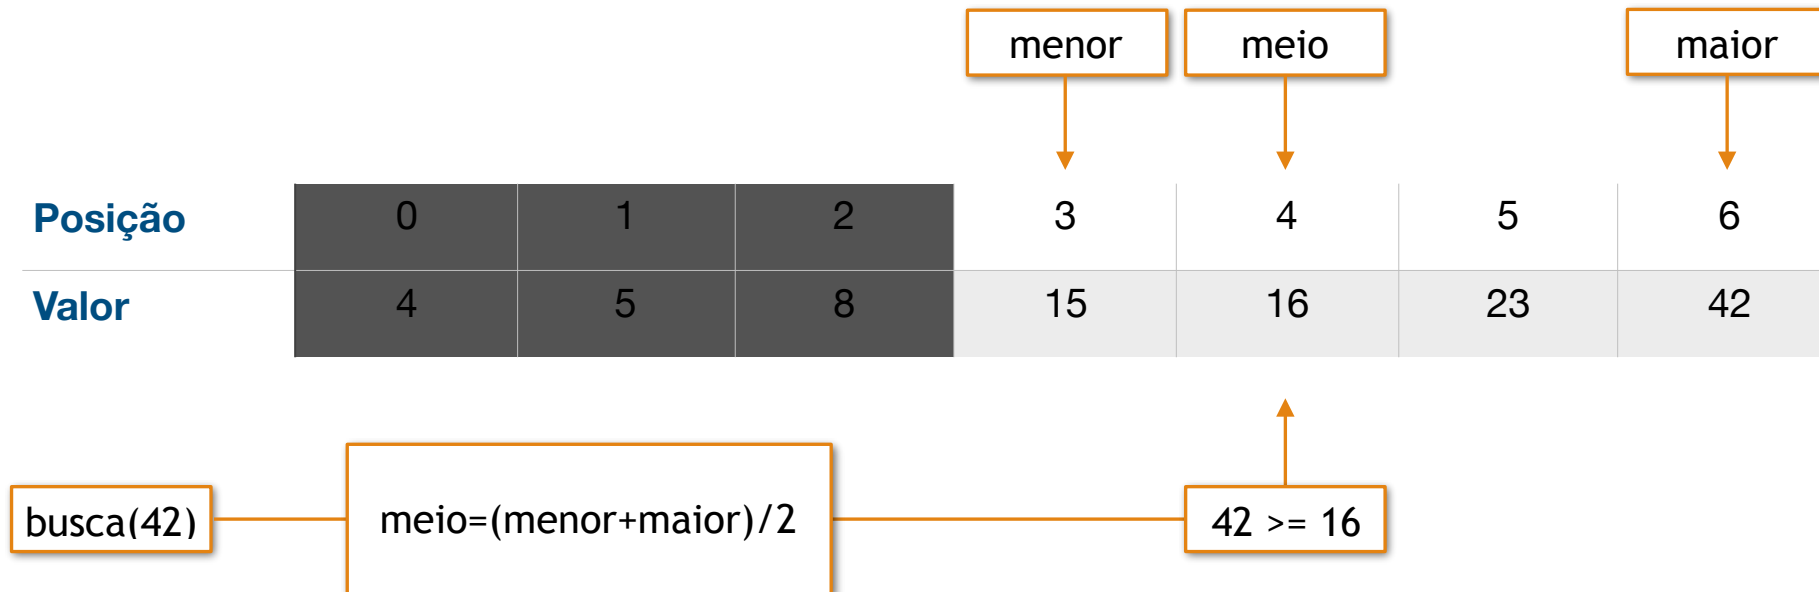 menor meio maior
Posição 0 1 2 3 4 5 6
Valor 4 5 8 15 16 23 42
busca(42) meio=(menor+maior)/2 42 >= 16